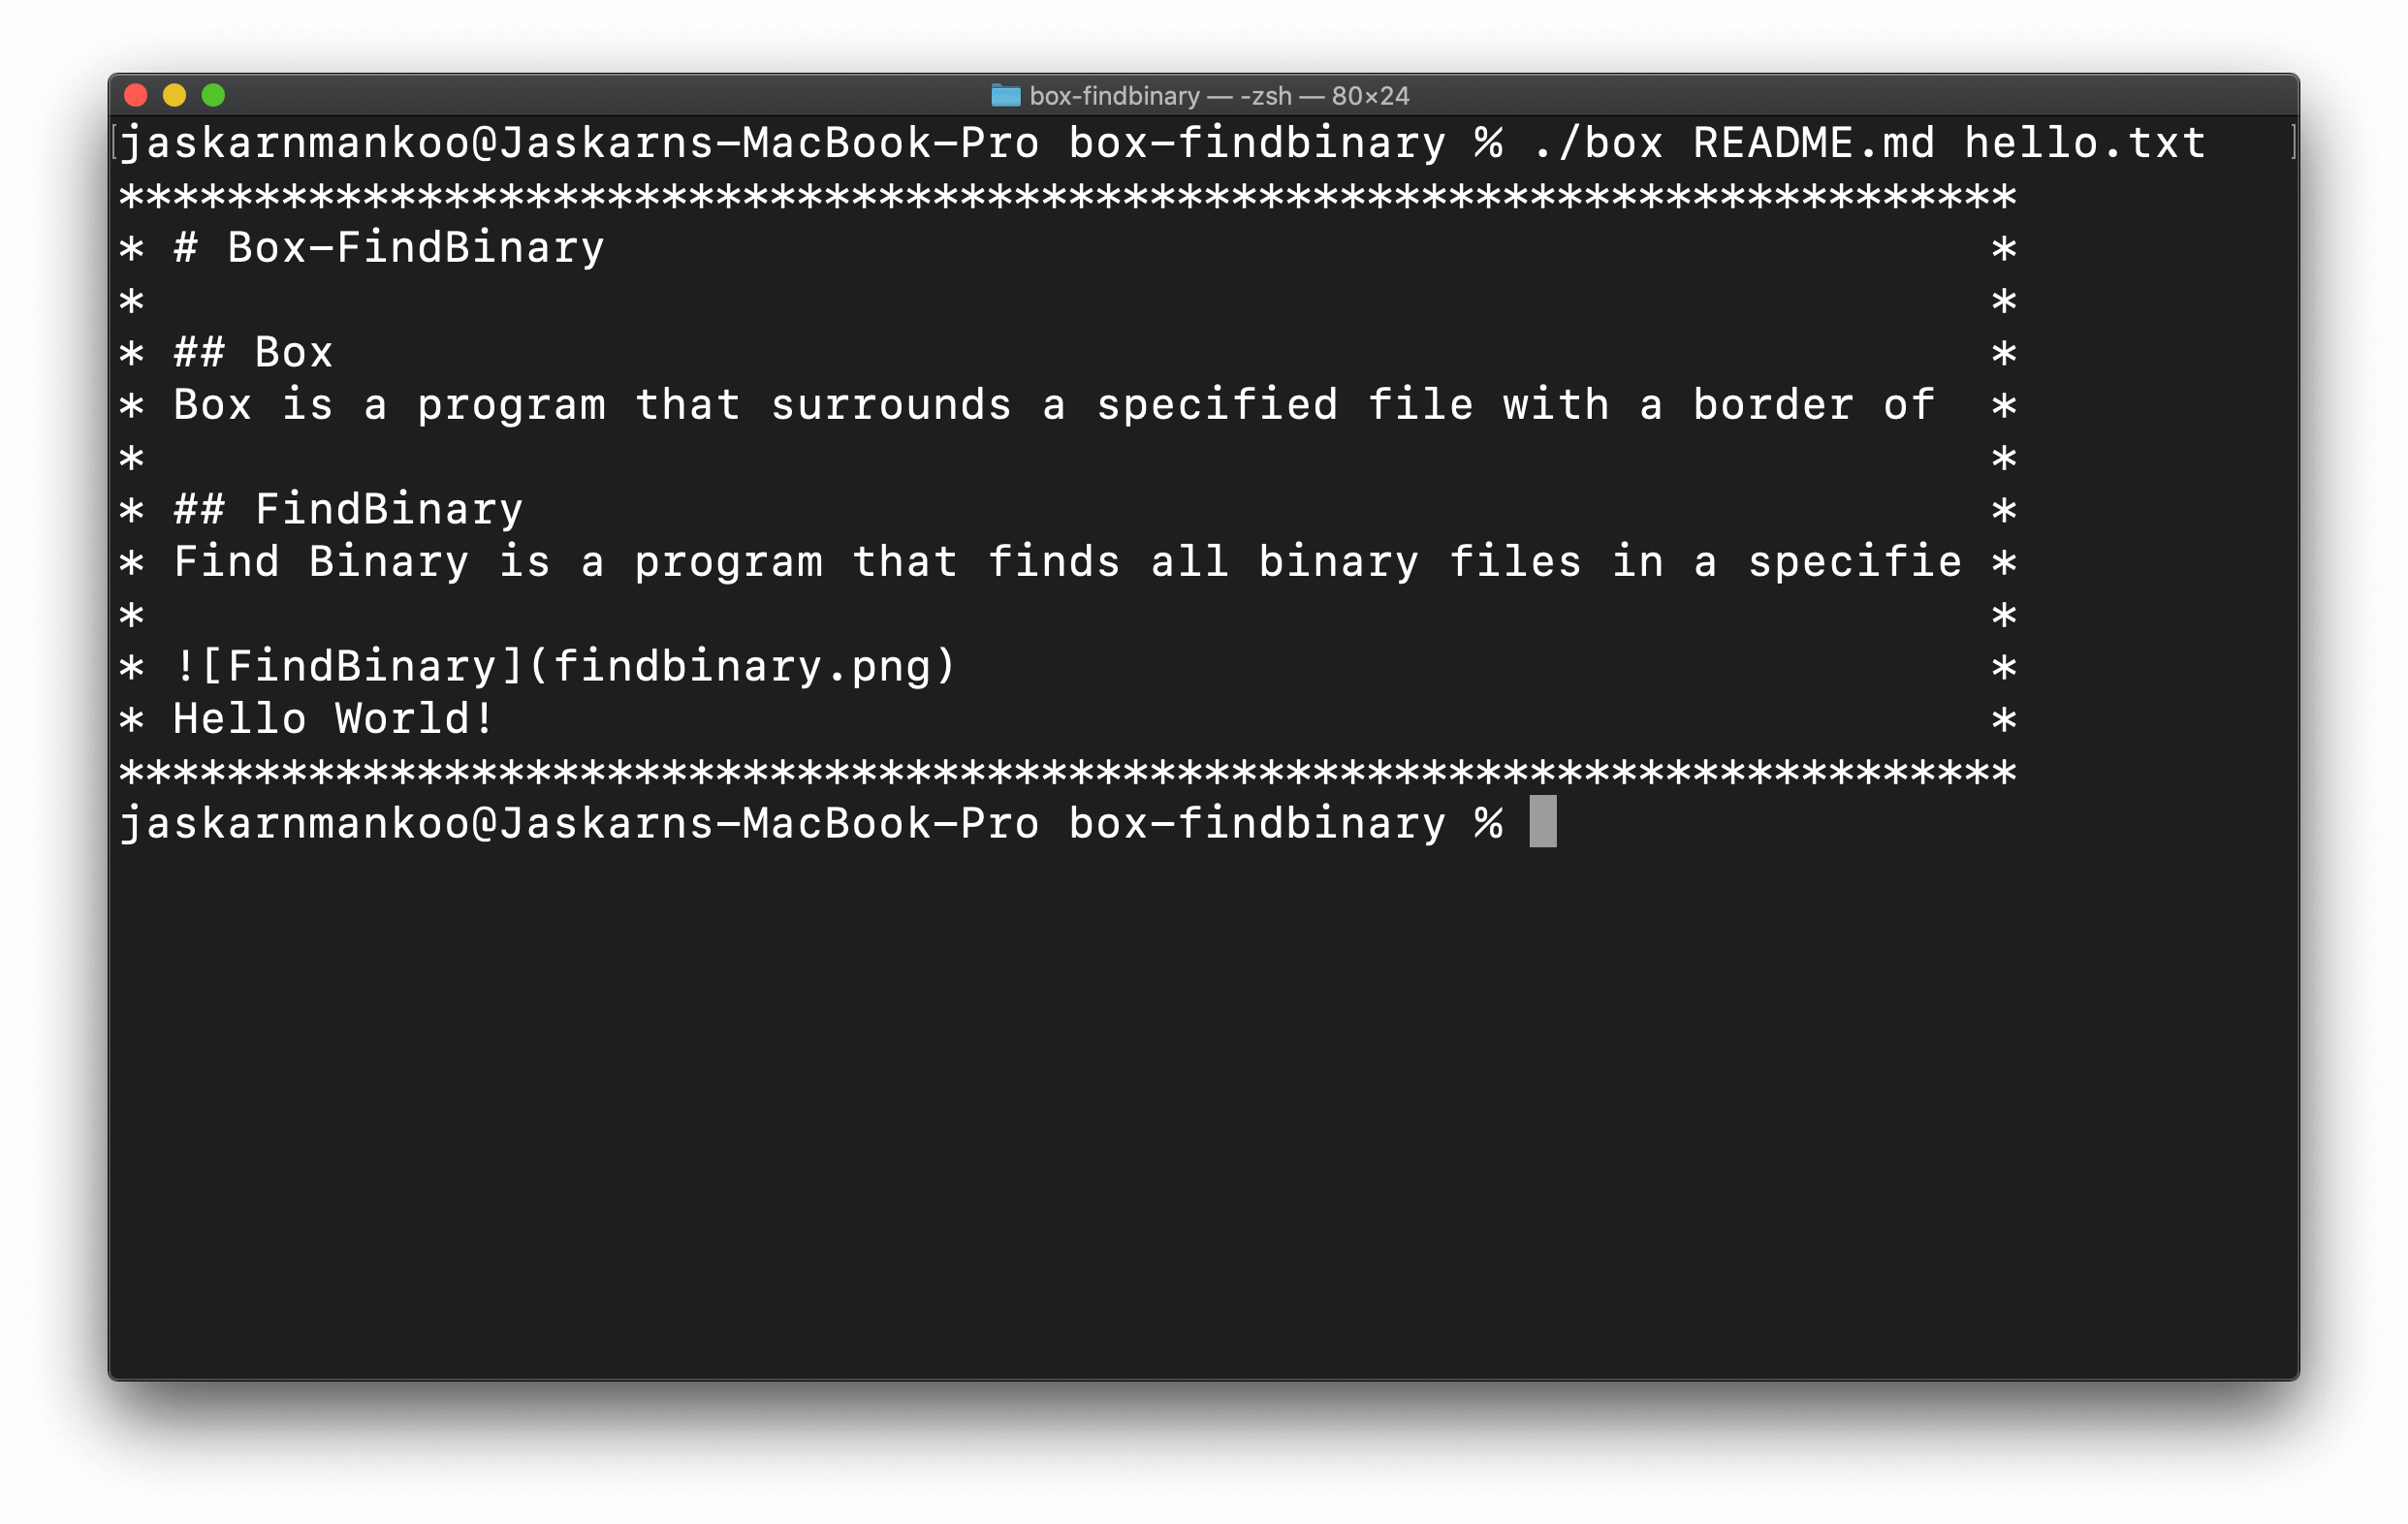 box-findbinary — -zsh — 80×24
jaskarnmankoo@Jaskarns-MacBook-Pro box-findbinary % ./box README.md hello.txt
**********************************************************************
* # Box-FindBinary                                                   *
*                                                                    *
* ## Box                                                             *
* Box is a program that surrounds a specified file with a border of  *
*                                                                    *
* ## FindBinary                                                      *
* Find Binary is a program that finds all binary files in a specifie *
*                                                                    *
* ![FindBinary](findbinary.png)                                      *
* Hello World!                                                       *
**********************************************************************
jaskarnmankoo@Jaskarns-MacBook-Pro box-findbinary %